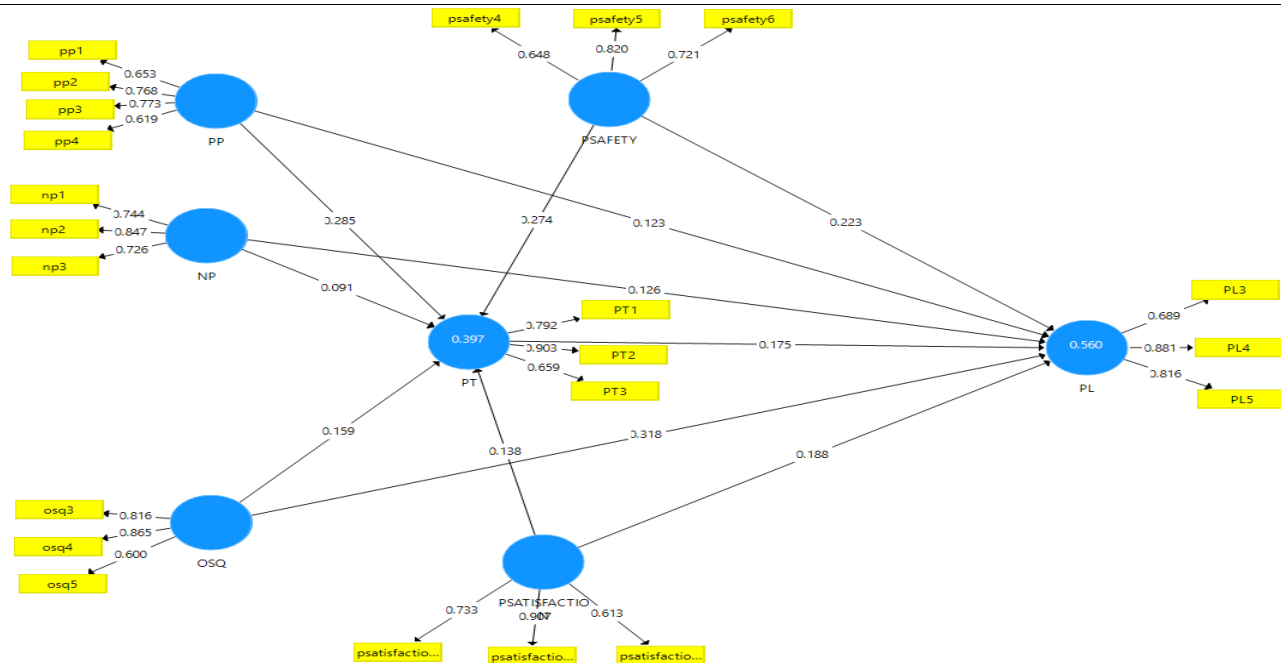 psafety4
psafety5
psafety6
0.648
0.820
0.721
pp1
pp2
pp3
pp4
0.653
0.768
0.773
0.619
PP
PSAFETY
np1
np2
np3
0.744
0.847
0.726
NP
0.285
0.274
0.123
0.223
0.091
0.126
PT1
PT2
PT3
0.792
0.903
0.659
0.397
PT
0.175
PL3
PL4
PL5
0.689
0.881
0.816
0.560
PL
0.159
0.318
0.138
0.188
osq3
osq4
osq5
0.816
0.865
0.600
OSQ
PSATISFACTIO
N
0.733
0.907
0.613
psatisfactio...
psatisfactio...
psatisfactio...